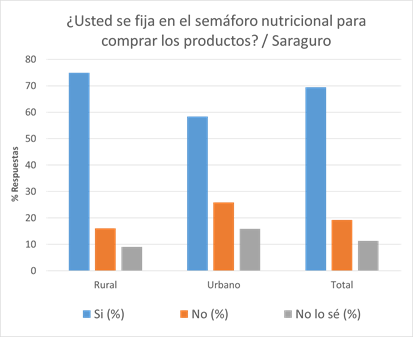 ¿Usted se fija en el semáforo nutricional para
comprar los productos? / Saraguro
% Respuestas
80
70
60
50
40
30
20
10
0
Rural
Urbano
Total
Si (%)
No (%)
No lo sé (%)